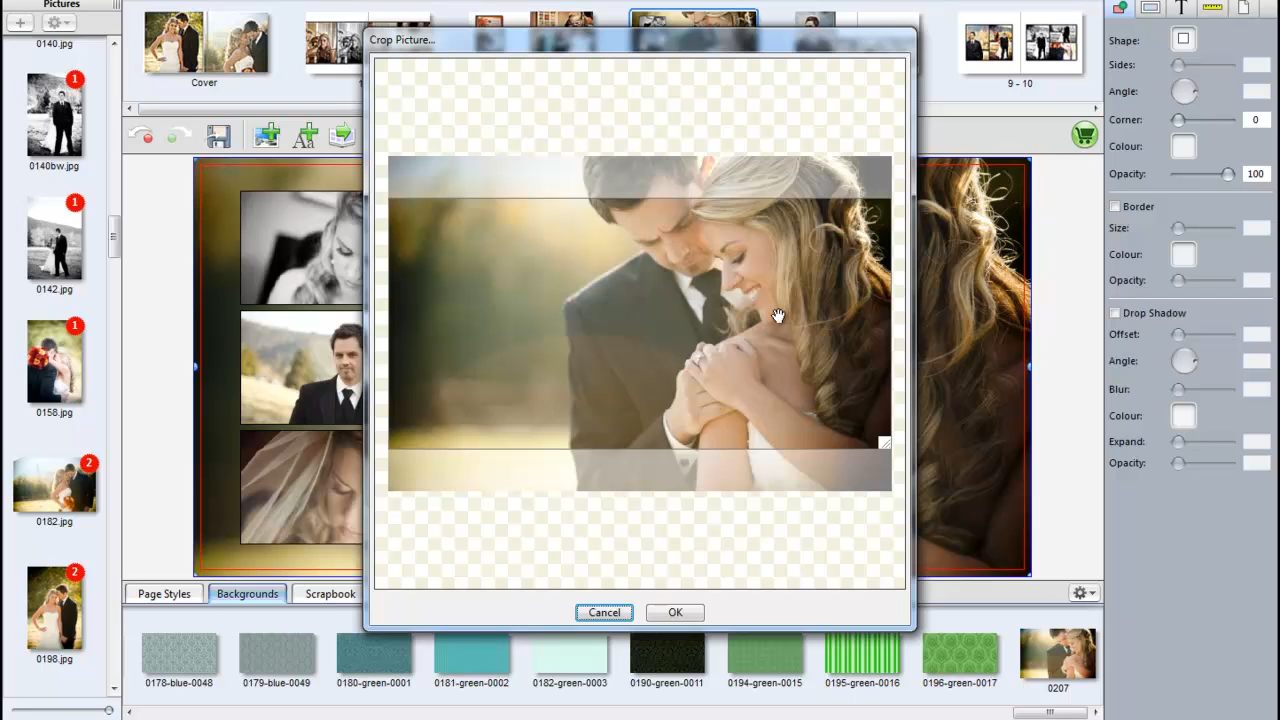 Pictures
0140.jpg
1
0140bw.jpg
1
0142.jpg
1
0158.jpg
2
0182.jpg
2
0198.jpg
Cover
9 - 10
Crop Picture...
Cancel
OK
Page Styles
Backgrounds
Scrapbook
0178-blue-0048
0179-blue-0049
0180-green-0001
0181-green-0002
0182-green-0003
0190-green-0011
0194-green-0015
0195-green-0016
0196-green-0017
0207
Shape:
Sides:
Angle:
Corner: 0
Colour:
Opacity: 100
Border
Size:
Colour:
Opacity:
Drop Shadow
Offset:
Angle:
Blur:
Colour:
Expand:
Opacity: